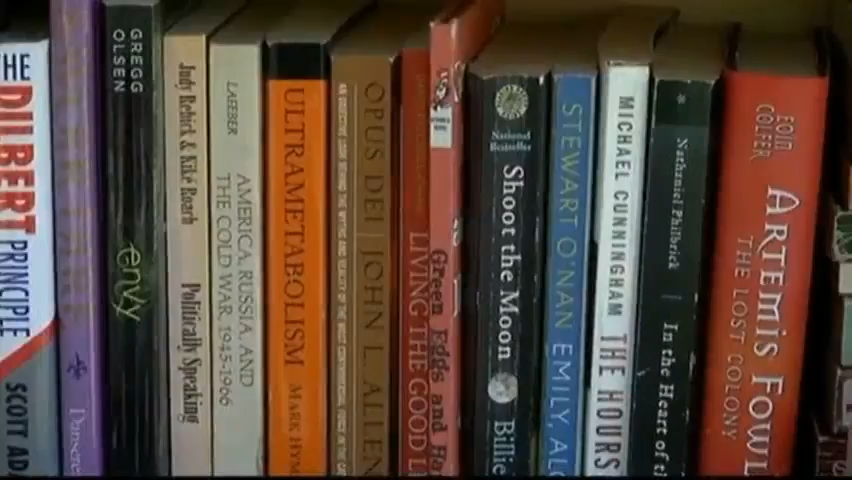 THE
DILBERT
PRINCIPLE
SCOTT ADA
GREGG
OLSEN
envy
Judy Rebick & Kiké Roach
Politically Speaking
LAFEBER
AMERICA, RUSSIA, AND
THE COLD WAR, 1945-1966
ULTRAMETABOLISM
MARK HYM
OPUS DEI
JOHN L. ALLEN
LIVING THE GOOD LI
Green Eggs and Ha
National
Bestseller
Shoot the Moon
Billie
STEWART O'NAN
EMILY, ALO
MICHAEL CUNNINGHAM
THE HOURS
Nathaniel Philbrick
In the Heart of th
EOIN
COLFER
ARTEMIS FOWL
THE LOST COLONY